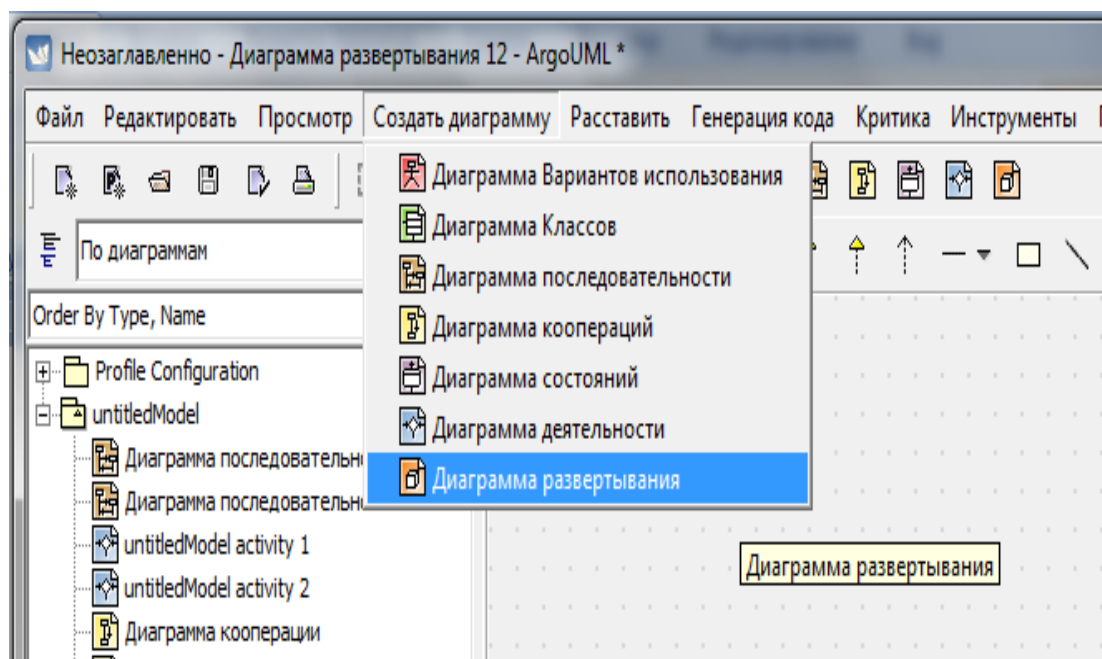 Неозаглавленно - Диаграмма развертывания 12 - ArgoUML *
Файл Редактировать Просмотр Создать диаграмму Расставить Генерация кода Критика Инструменты
Диаграмма Вариантов использования
Диаграмма Классов
Диаграмма последовательности
Диаграмма коопераций
Диаграмма состояний
Диаграмма деятельности
Диаграмма развертывания
По диаграммам
Order By Type, Name
Profile Configuration
untitledModel
Диаграмма последовательн
Диаграмма последовательно
untitledModel activity 1
untitledModel activity 2
Диаграмма кооперации
Диаграмма развертывания